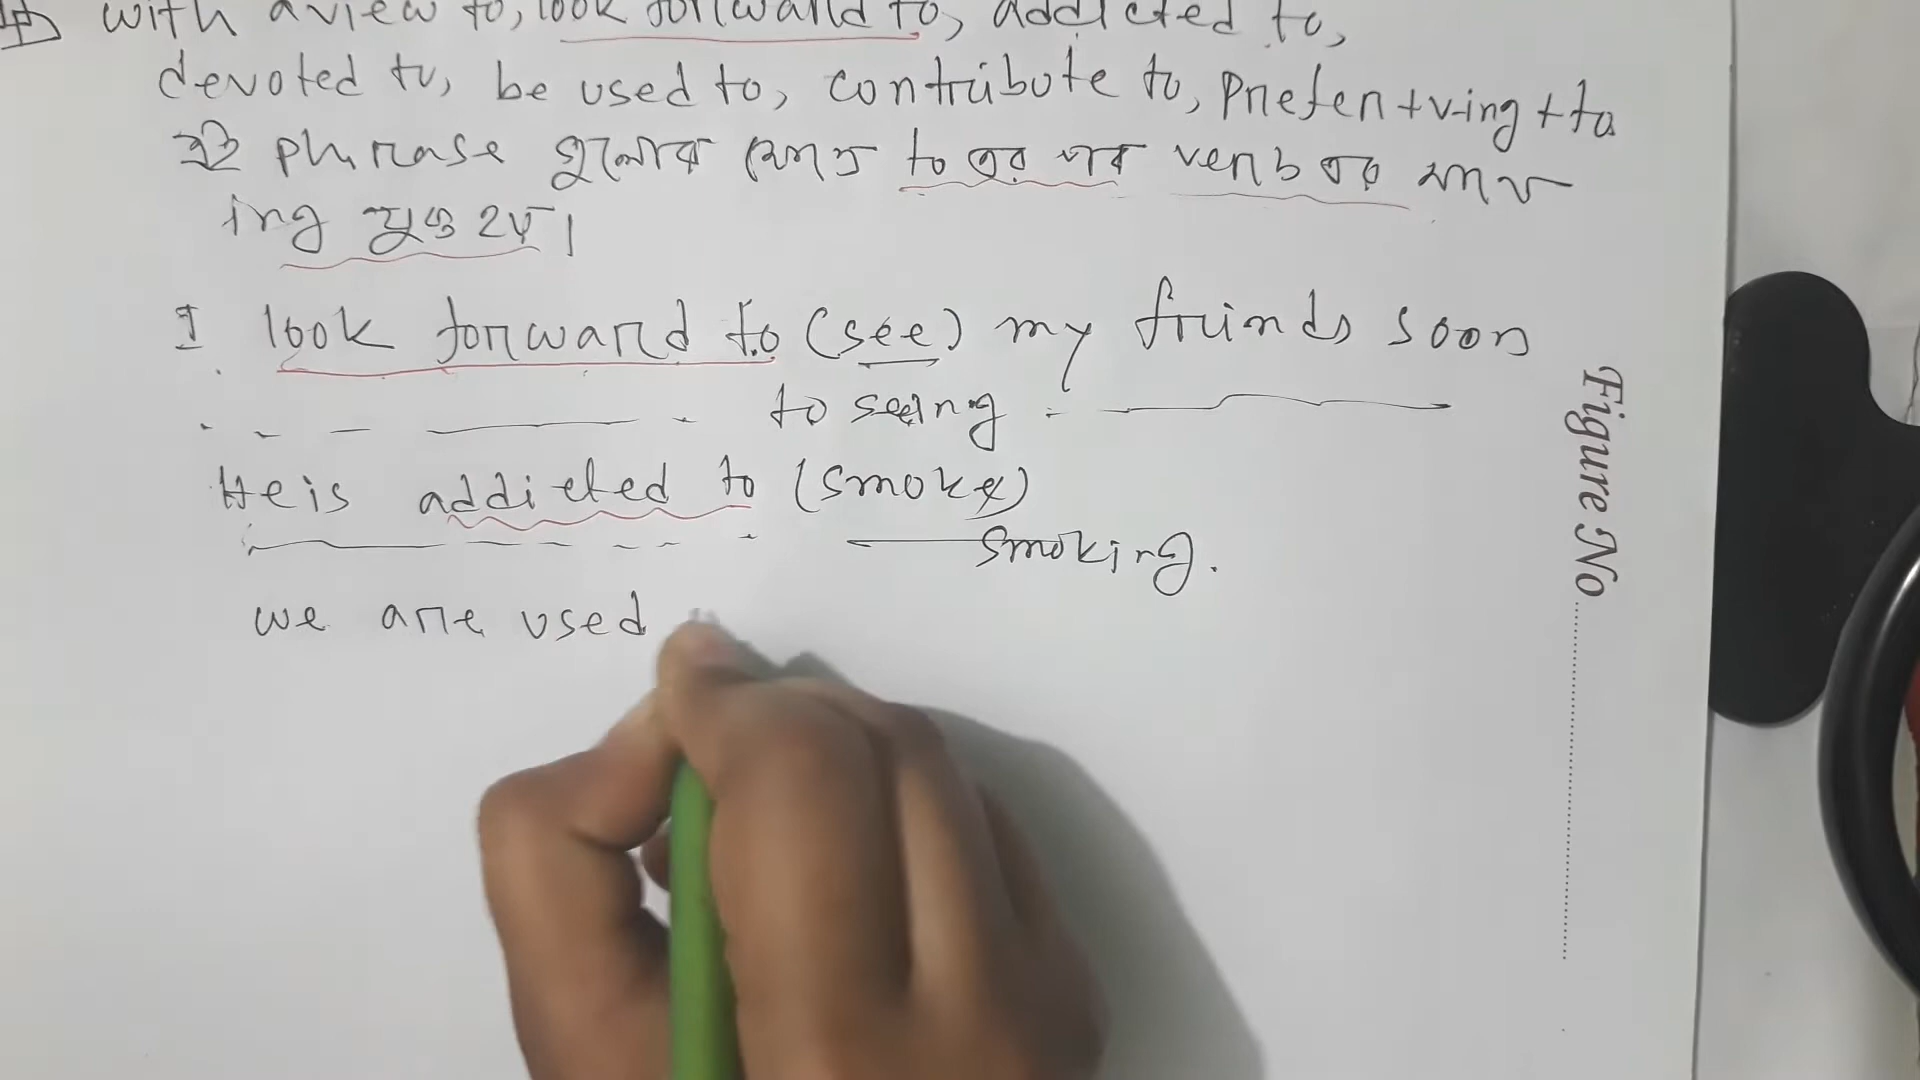 with a view to, look forward to, addicted to,
devoted to, be used to, contribute to, Prefer+v-ing+to
এই phrase গুলোর ক্ষেত্রে to এর পর verb এর সাথে
ing যুক্ত হয়।
I look forward to (see) my friends soon
to seeing
He is addicted to (smoke)
smoking.
we are used
Figure No